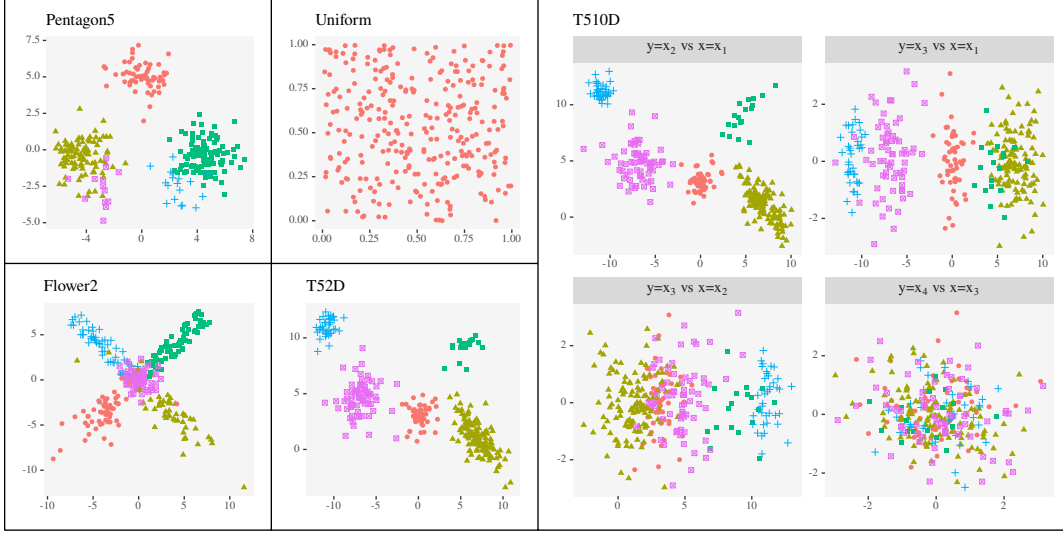 Pentagon5
7.5
5.0
2.5
0.0
-2.5
-5.0
-4 0 4 8
Uniform
1.00
0.75
0.50
0.25
0.00
0.00 0.25 0.50 0.75 1.00
T510D
y=x₂ vs x=x₁
10
5
0
-10 -5 0 5 10
y=x₃ vs x=x₁
2
0
-2
-10 -5 0 5 10
Flower2
5
0
-5
-10
-10 -5 0 5 10
T52D
10
5
0
-10 -5 0 5 10
y=x₃ vs x=x₂
2
0
-2
0 5 10
y=x₄ vs x=x₃
2
0
-2
-2 0 2